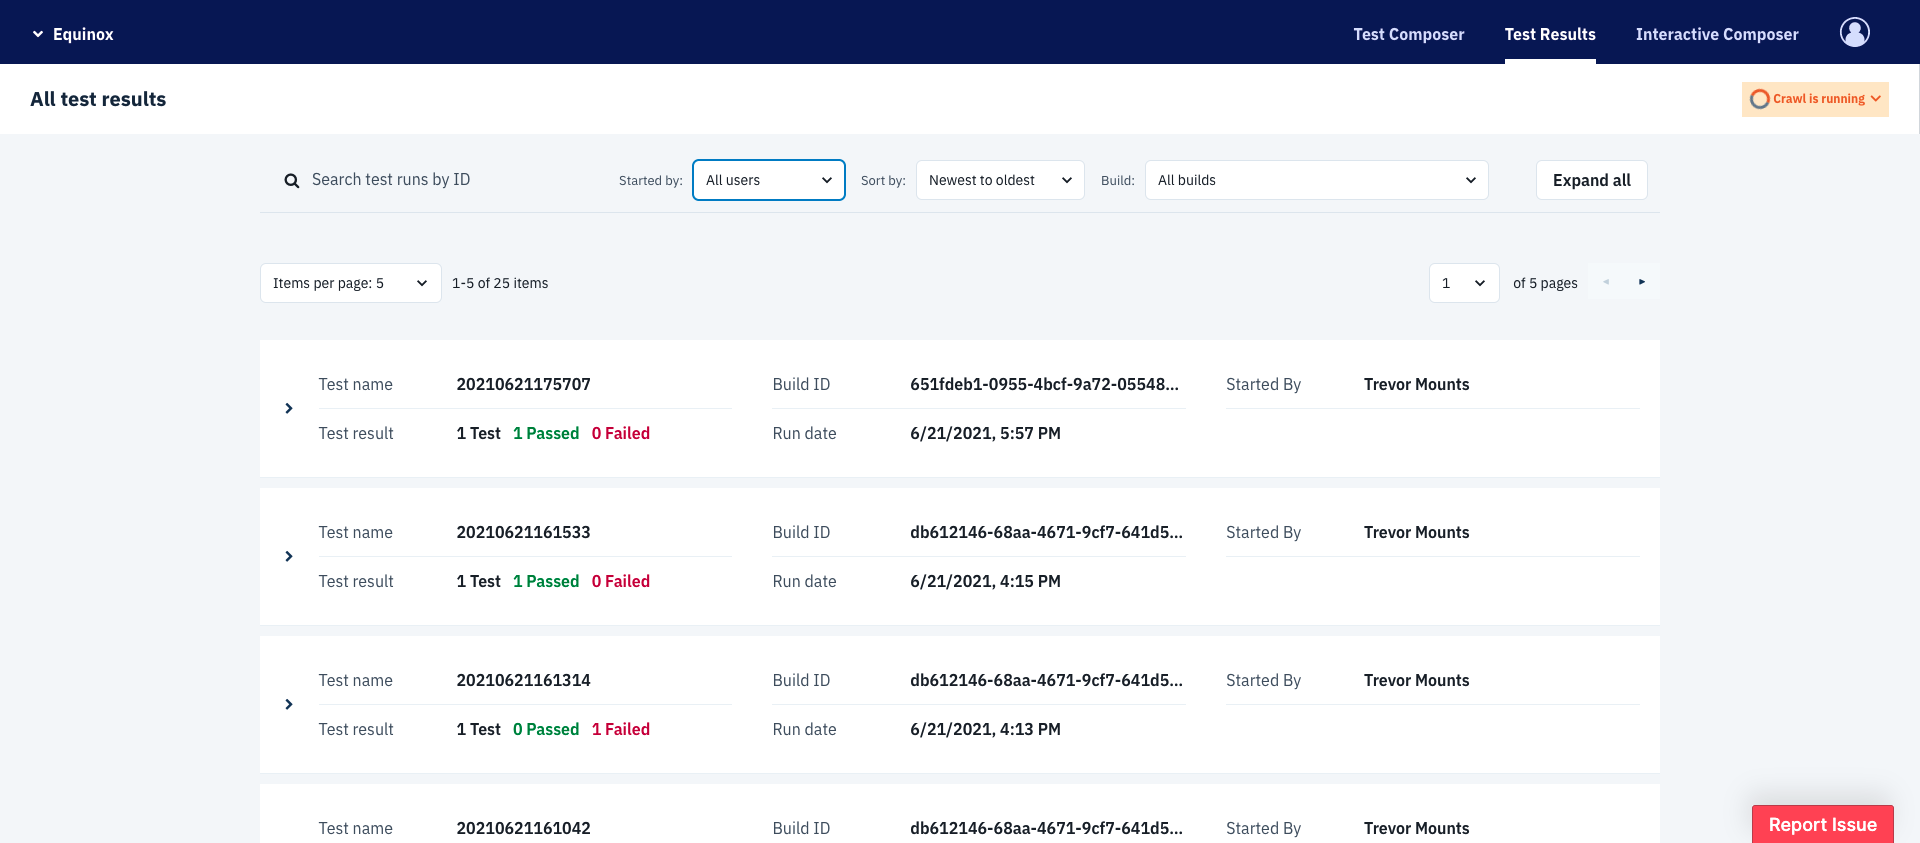 Equinox
Test Composer
Test Results
Interactive Composer
All test results
Crawl is running
Search test runs by ID
Started by:
All users
Sort by:
Newest to oldest
Build:
All builds
Expand all
Items per page: 5
1-5 of 25 items
1
of 5 pages
Test name 20210621175707 Build ID 651fdeb1-0955-4bcf-9a72-05548... Started By Trevor Mounts
Test result 1 Test 1 Passed 0 Failed Run date 6/21/2021, 5:57 PM
Test name 20210621161533 Build ID db612146-68aa-4671-9cf7-641d5... Started By Trevor Mounts
Test result 1 Test 1 Passed 0 Failed Run date 6/21/2021, 4:15 PM
Test name 20210621161314 Build ID db612146-68aa-4671-9cf7-641d5... Started By Trevor Mounts
Test result 1 Test 0 Passed 1 Failed Run date 6/21/2021, 4:13 PM
Test name 20210621161042 Build ID db612146-68aa-4671-9cf7-641d5... Started By Trevor Mounts
Report Issue